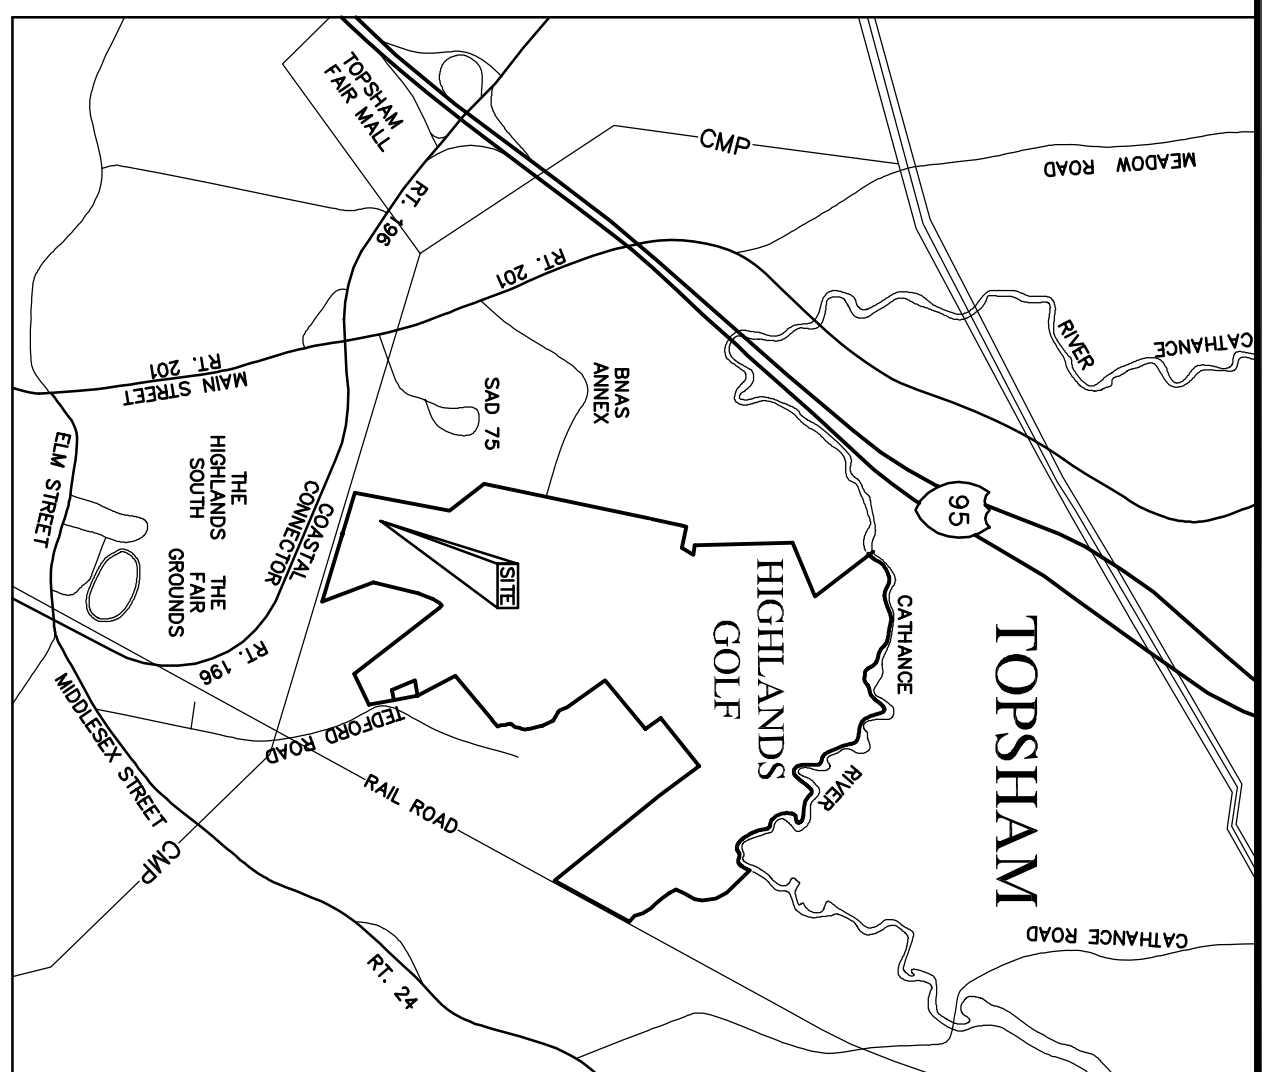 TOPSHAM
FAIR MALL
CMP
MEADOW ROAD
RT. 196
RT. 201
RIVER
CATHANCE
RT. 201
MAIN STREET
SAD 75
BNAS
ANNEX
ELM STREET
THE
HIGHLANDS
SOUTH
THE
FAIR
GROUNDS
COASTAL
CONNECTOR
95
SITE
HIGHLANDS
GOLF
CATHANCE
RIVER
TOPSHAM
RT. 196
MIDDLESEX STREET
TEDFORD ROAD
RAIL ROAD
CMP
CATHANCE ROAD
RT. 24